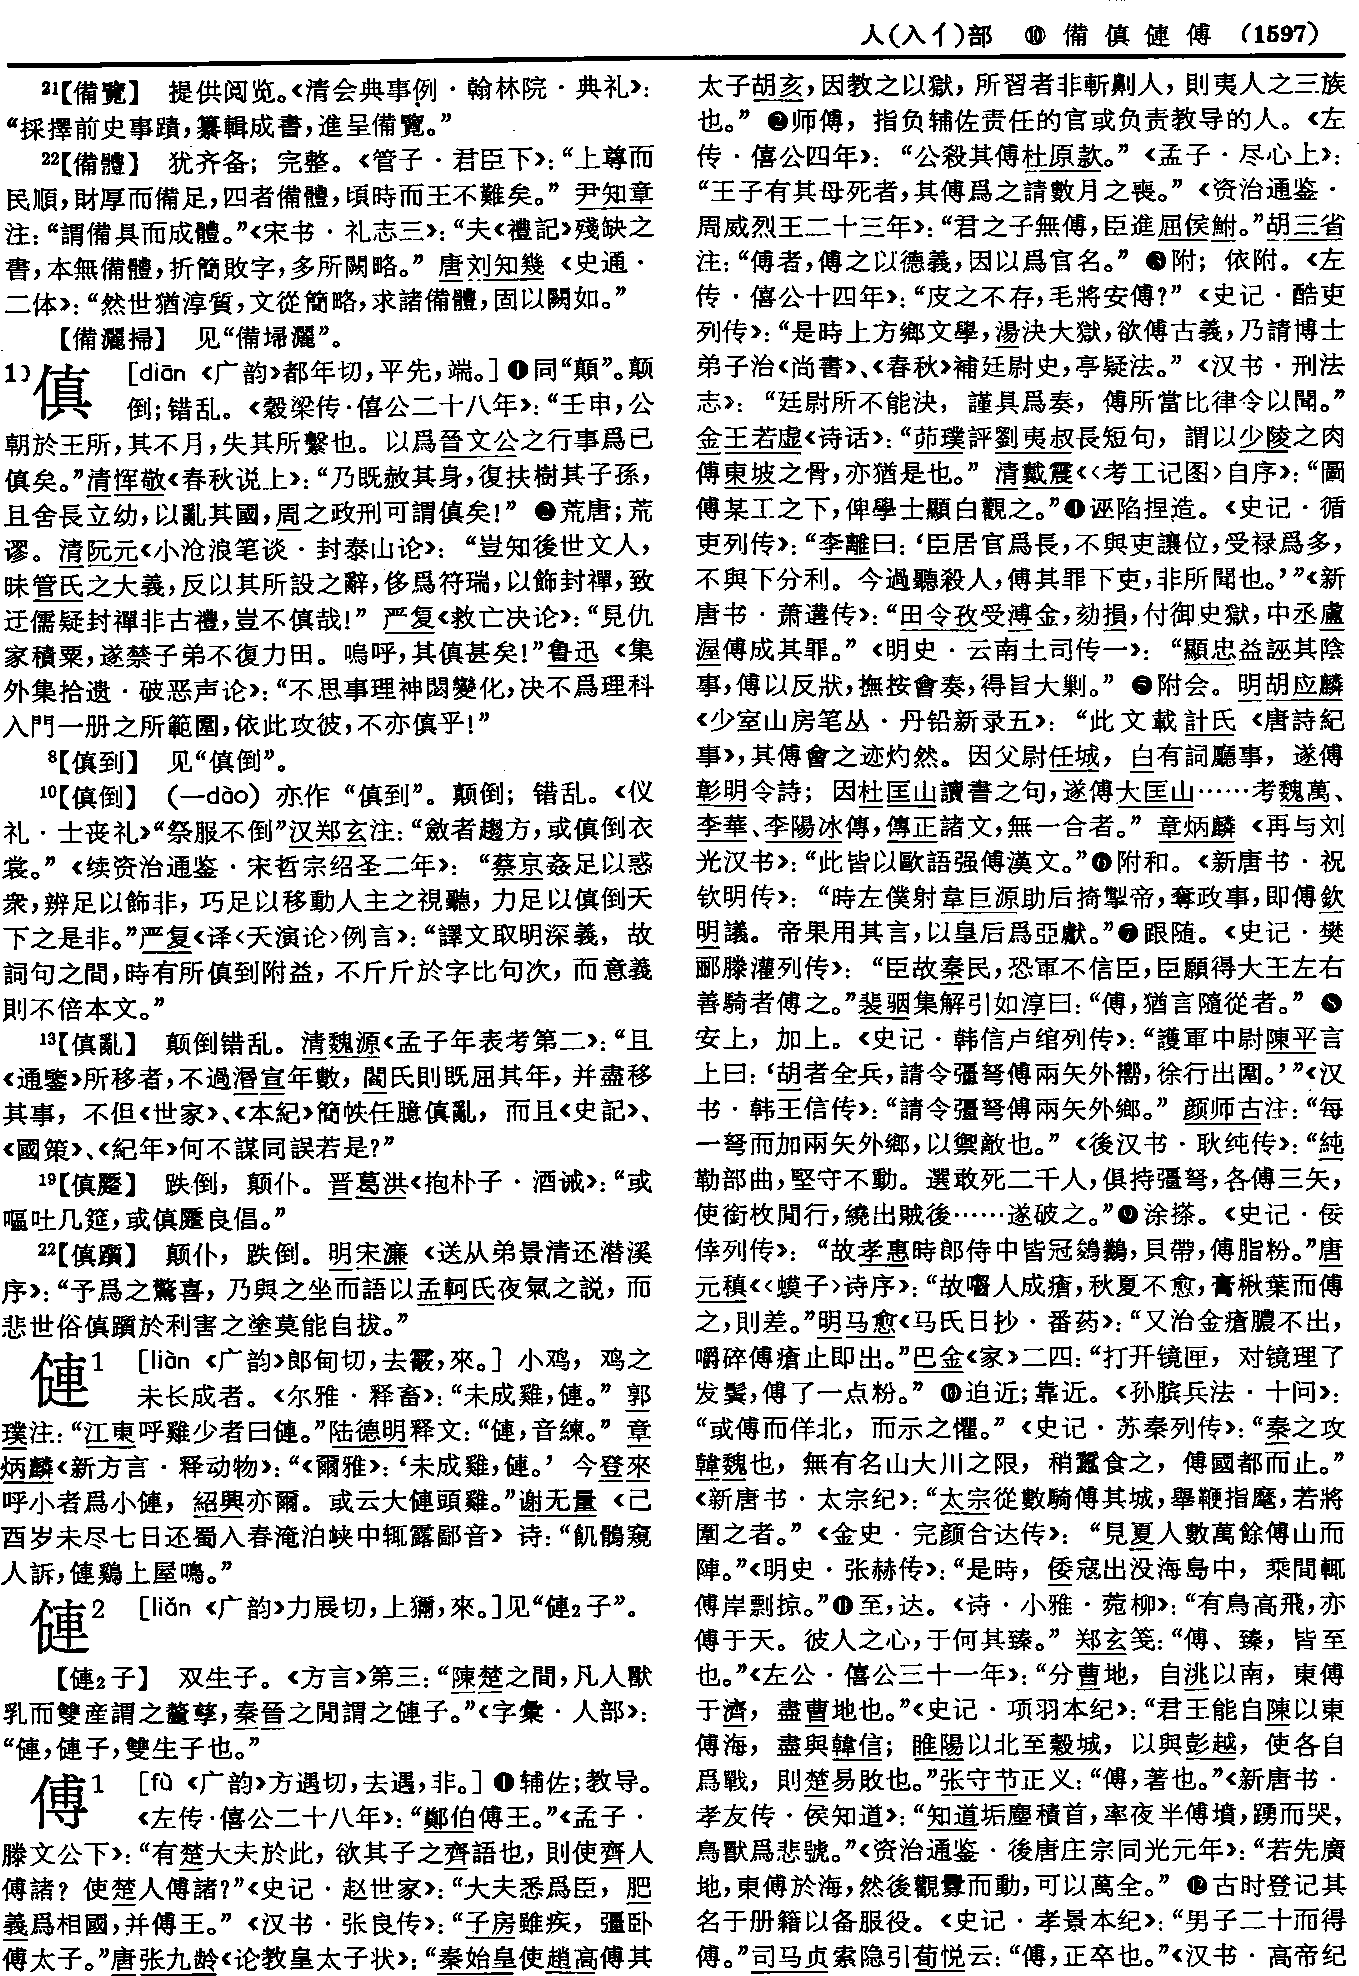 人(入亻)部 ⑩ 備 傎 僆 傅 (1597)
²¹【備覽】 提供阅览。《清会典事例·翰林院·典礼》：
“採擇前史事蹟，纂輯成書，進呈備覽。”
²²【備體】 犹齐备；完整。《管子·君臣下》：“上尊而
民順，財厚而備足，四者備體，頃時而王不難矣。” 尹知章
注：“謂備具而成體。”《宋书·礼志三》：“夫《禮記》殘缺之
書，本無備體，折簡敗字，多所闕略。” 唐刘知幾《史通·
二体》：“然世猶淳質，文從簡略，求諸備體，固以闕如。”
【備灑掃】 见“備埽灑”。
傎 [diān 《广韵》都年切，平先，端。] ❶同“顛”。颠
倒；错乱。《穀梁传·僖公二十八年》：“壬申，公
朝於王所，其不月，失其所繫也。以爲晉文公之行事爲已
傎矣。”清恽敬《春秋说上》：“乃既赦其身，復扶樹其子孫，
且舍長立幼，以亂其國，周之政刑可謂傎矣！” ❷荒唐；荒
谬。清阮元《小沧浪笔谈·封泰山论》：“豈知後世文人，
昧管氏之大義，反以其所設之辭，侈爲符瑞，以飾封禪，致
迂儒疑封禪非古禮，豈不傎哉！” 严复《救亡决论》：“見仇
家積粟，遂禁子弟不復力田。嗚呼，其傎甚矣！”鲁迅《集
外集拾遗·破恶声论》：“不思事理神閟變化，决不爲理科
入門一册之所範圍，依此攻彼，不亦傎乎！”
⁸【傎到】 见“傎倒”。
¹⁰【傎倒】 (—dǎo) 亦作“傎到”。颠倒；错乱。《仪
礼·士丧礼》“祭服不倒”汉郑玄注：“斂者趨方，或傎倒衣
裳。”《续资治通鉴·宋哲宗绍圣二年》：“蔡京姦足以惑
衆，辨足以飾非，巧足以移動人主之視聽，力足以傎倒天
下之是非。”严复《译〈天演论〉例言》：“譯文取明深義，故
詞句之間，時有所傎到附益，不斤斤於字比句次，而意義
則不倍本文。”
¹³【傎亂】 颠倒错乱。清魏源《孟子年表考第二》：“且
《通鑒》所移者，不過湣宣年數，閻氏則既屈其年，并盡移
其事，不但《世家》、《本紀》簡帙任臆傎亂，而且《史記》、
《國策》、《紀年》何不謀同誤若是？”
¹⁹【傎蹷】 跌倒，颠仆。晋葛洪《抱朴子·酒诫》：“或
嘔吐几筵，或傎蹷良倡。”
²²【傎躓】 颠仆，跌倒。明宋濂《送从弟景清还潜溪
序》：“予爲之驚喜，乃與之坐而語以孟軻氏夜氣之説，而
悲世俗傎躓於利害之塗莫能自拔。”
僆1 [liàn 《广韵》郎甸切，去霰，來。] 小鸡，鸡之
未长成者。《尔雅·释畜》：“未成雞，僆。” 郭
璞注：“江東呼雞少者曰僆。”陆德明释文：“僆，音練。” 章
炳麟《新方言·释动物》：“《爾雅》：‘未成雞，僆。’今登來
呼小者爲小僆，紹興亦爾。或云大僆頭雞。”谢无量《己
酉岁未尽七日还蜀入春淹泊峡中辄露鄙音》诗：“飢鶻窺
人訴，僆鷄上屋鳴。”
僆2 [liǎn 《广韵》力展切，上獮，來。]见“僆₂子”。
【僆₂子】 双生子。《方言》第三：“陳楚之間，凡人獸
乳而雙産謂之釐孳，秦晉之閒謂之僆子。”《字彙·人部》：
“僆，僆子，雙生子也。”
傅1 [fù 《广韵》方遇切，去遇，非。] ❶辅佐；教导。
《左传·僖公二十八年》：“鄭伯傅王。”《孟子·
滕文公下》：“有楚大夫於此，欲其子之齊語也，則使齊人
傅諸？使楚人傅諸？”《史记·赵世家》：“大夫悉爲臣，肥
義爲相國，并傅王。”《汉书·张良传》：“子房雖疾，彊卧
傅太子。”唐张九龄《论教皇太子状》：“秦始皇使趙高傅其
太子胡亥，因教之以獄，所習者非斬劓人，則夷人之三族
也。” ❷师傅，指负辅佐责任的官或负责教导的人。《左
传·僖公四年》：“公殺其傅杜原款。”《孟子·尽心上》：
“王子有其母死者，其傅爲之請數月之喪。”《资治通鉴·
周威烈王二十三年》：“君之子無傅，臣進屈侯鮒。”胡三省
注：“傅者，傅之以德義，因以爲官名。” ❸附；依附。《左
传·僖公十四年》：“皮之不存，毛將安傅？”《史记·酷吏
列传》：“是時上方鄉文學，湯決大獄，欲傅古義，乃請博士
弟子治《尚書》、《春秋》補廷尉史，亭疑法。”《汉书·刑法
志》：“廷尉所不能決，謹具爲奏，傅所當比律令以聞。”
金王若虚《诗话》：“茆璞評劉夷叔長短句，謂以少陵之肉
傅東坡之骨，亦猶是也。” 清戴震《〈考工记图〉自序》：“圖
傅某工之下，俾學士顯白觀之。”❹诬陷捏造。《史记·循
吏列传》：“李離曰：‘臣居官爲長，不與吏讓位，受禄爲多，
不與下分利。今過聽殺人，傅其罪下吏，非所聞也。’”《新
唐书·萧遘传》：“田令孜受溥金，劾損，付御史獄，中丞盧
渥傅成其罪。”《明史·云南土司传一》：“顯忠益誣其陰
事，傅以反狀，撫按會奏，得旨大剿。” ❺附会。明胡应麟
《少室山房笔丛·丹铅新录五》：“此文載計氏《唐詩紀
事》，其傅會之迹灼然。因父尉任城，白有詞廳事，遂傅
彰明令詩；因杜匡山讀書之句，遂傅大匡山……考魏萬、
李華、李陽冰傳，傳正諸文，無一合者。” 章炳麟《再与刘
光汉书》：“此皆以歐語强傅漢文。”❻附和。《新唐书·祝
钦明传》：“時左僕射韋巨源助后掎掣帝，奪政事，即傅欽
明議。帝果用其言，以皇后爲亞獻。”❼跟随。《史记·樊
郦滕灌列传》：“臣故秦民，恐軍不信臣，臣願得大王左右
善騎者傅之。”裴骃集解引如淳曰：“傅，猶言隨從者。” ❽
安上，加上。《史记·韩信卢绾列传》：“護軍中尉陳平言
上曰：‘胡者全兵，請令彊弩傅兩矢外嚮，徐行出圍。’”《汉
书·韩王信传》：“請令彊弩傅兩矢外鄉。” 颜师古注：“每
一弩而加兩矢外鄉，以禦敵也。”《後汉书·耿纯传》：“純
勒部曲，堅守不動。選敢死二千人，俱持彊弩，各傅三矢，
使銜枚閒行，繞出賊後……遂破之。”❾涂搽。《史记·佞
倖列传》：“故孝惠時郎侍中皆冠鵕鸃，貝帶，傅脂粉。”唐
元稹《〈蟆子〉诗序》：“故囓人成瘡，秋夏不愈，膏楸葉而傅
之，則差。”明马愈《马氏日抄·番药》：“又治金瘡膿不出，
嚼碎傅瘡止即出。”巴金《家》二四：“打开镜匣，对镜理了
发鬓，傅了一点粉。” ❿迫近；靠近。《孙膑兵法·十问》：
“或傅而佯北，而示之懼。”《史记·苏秦列传》：“秦之攻
韓魏也，無有名山大川之限，稍蠶食之，傅國都而止。”
《新唐书·太宗纪》：“太宗從數騎傅其城，舉鞭指麾，若將
圍之者。”《金史·完颜合达传》：“見夏人數萬餘傅山而
陣。”《明史·张赫传》：“是時，倭寇出没海島中，乘間輒
傅岸剽掠。”⓫至，达。《诗·小雅·菀柳》：“有鳥高飛，亦
傅于天。彼人之心，于何其臻。” 郑玄笺：“傅、臻，皆至
也。”《左公·僖公三十一年》：“分曹地，自洮以南，東傅
于濟，盡曹地也。”《史记·项羽本纪》：“君王能自陳以東
傅海，盡與韓信；睢陽以北至穀城，以與彭越，使各自
爲戰，則楚易敗也。”张守节正义：“傅，著也。”《新唐书·
孝友传·侯知道》：“知道垢塵積首，率夜半傅墳，踴而哭，
鳥獸爲悲號。”《资治通鉴·後唐庄宗同光元年》：“若先廣
地，東傅於海，然後觀釁而動，可以萬全。” ⓬古时登记其
名于册籍以备服役。《史记·孝景本纪》：“男子二十而得
傅。”司马贞索隐引荀悦云：“傅，正卒也。”《汉书·高帝纪